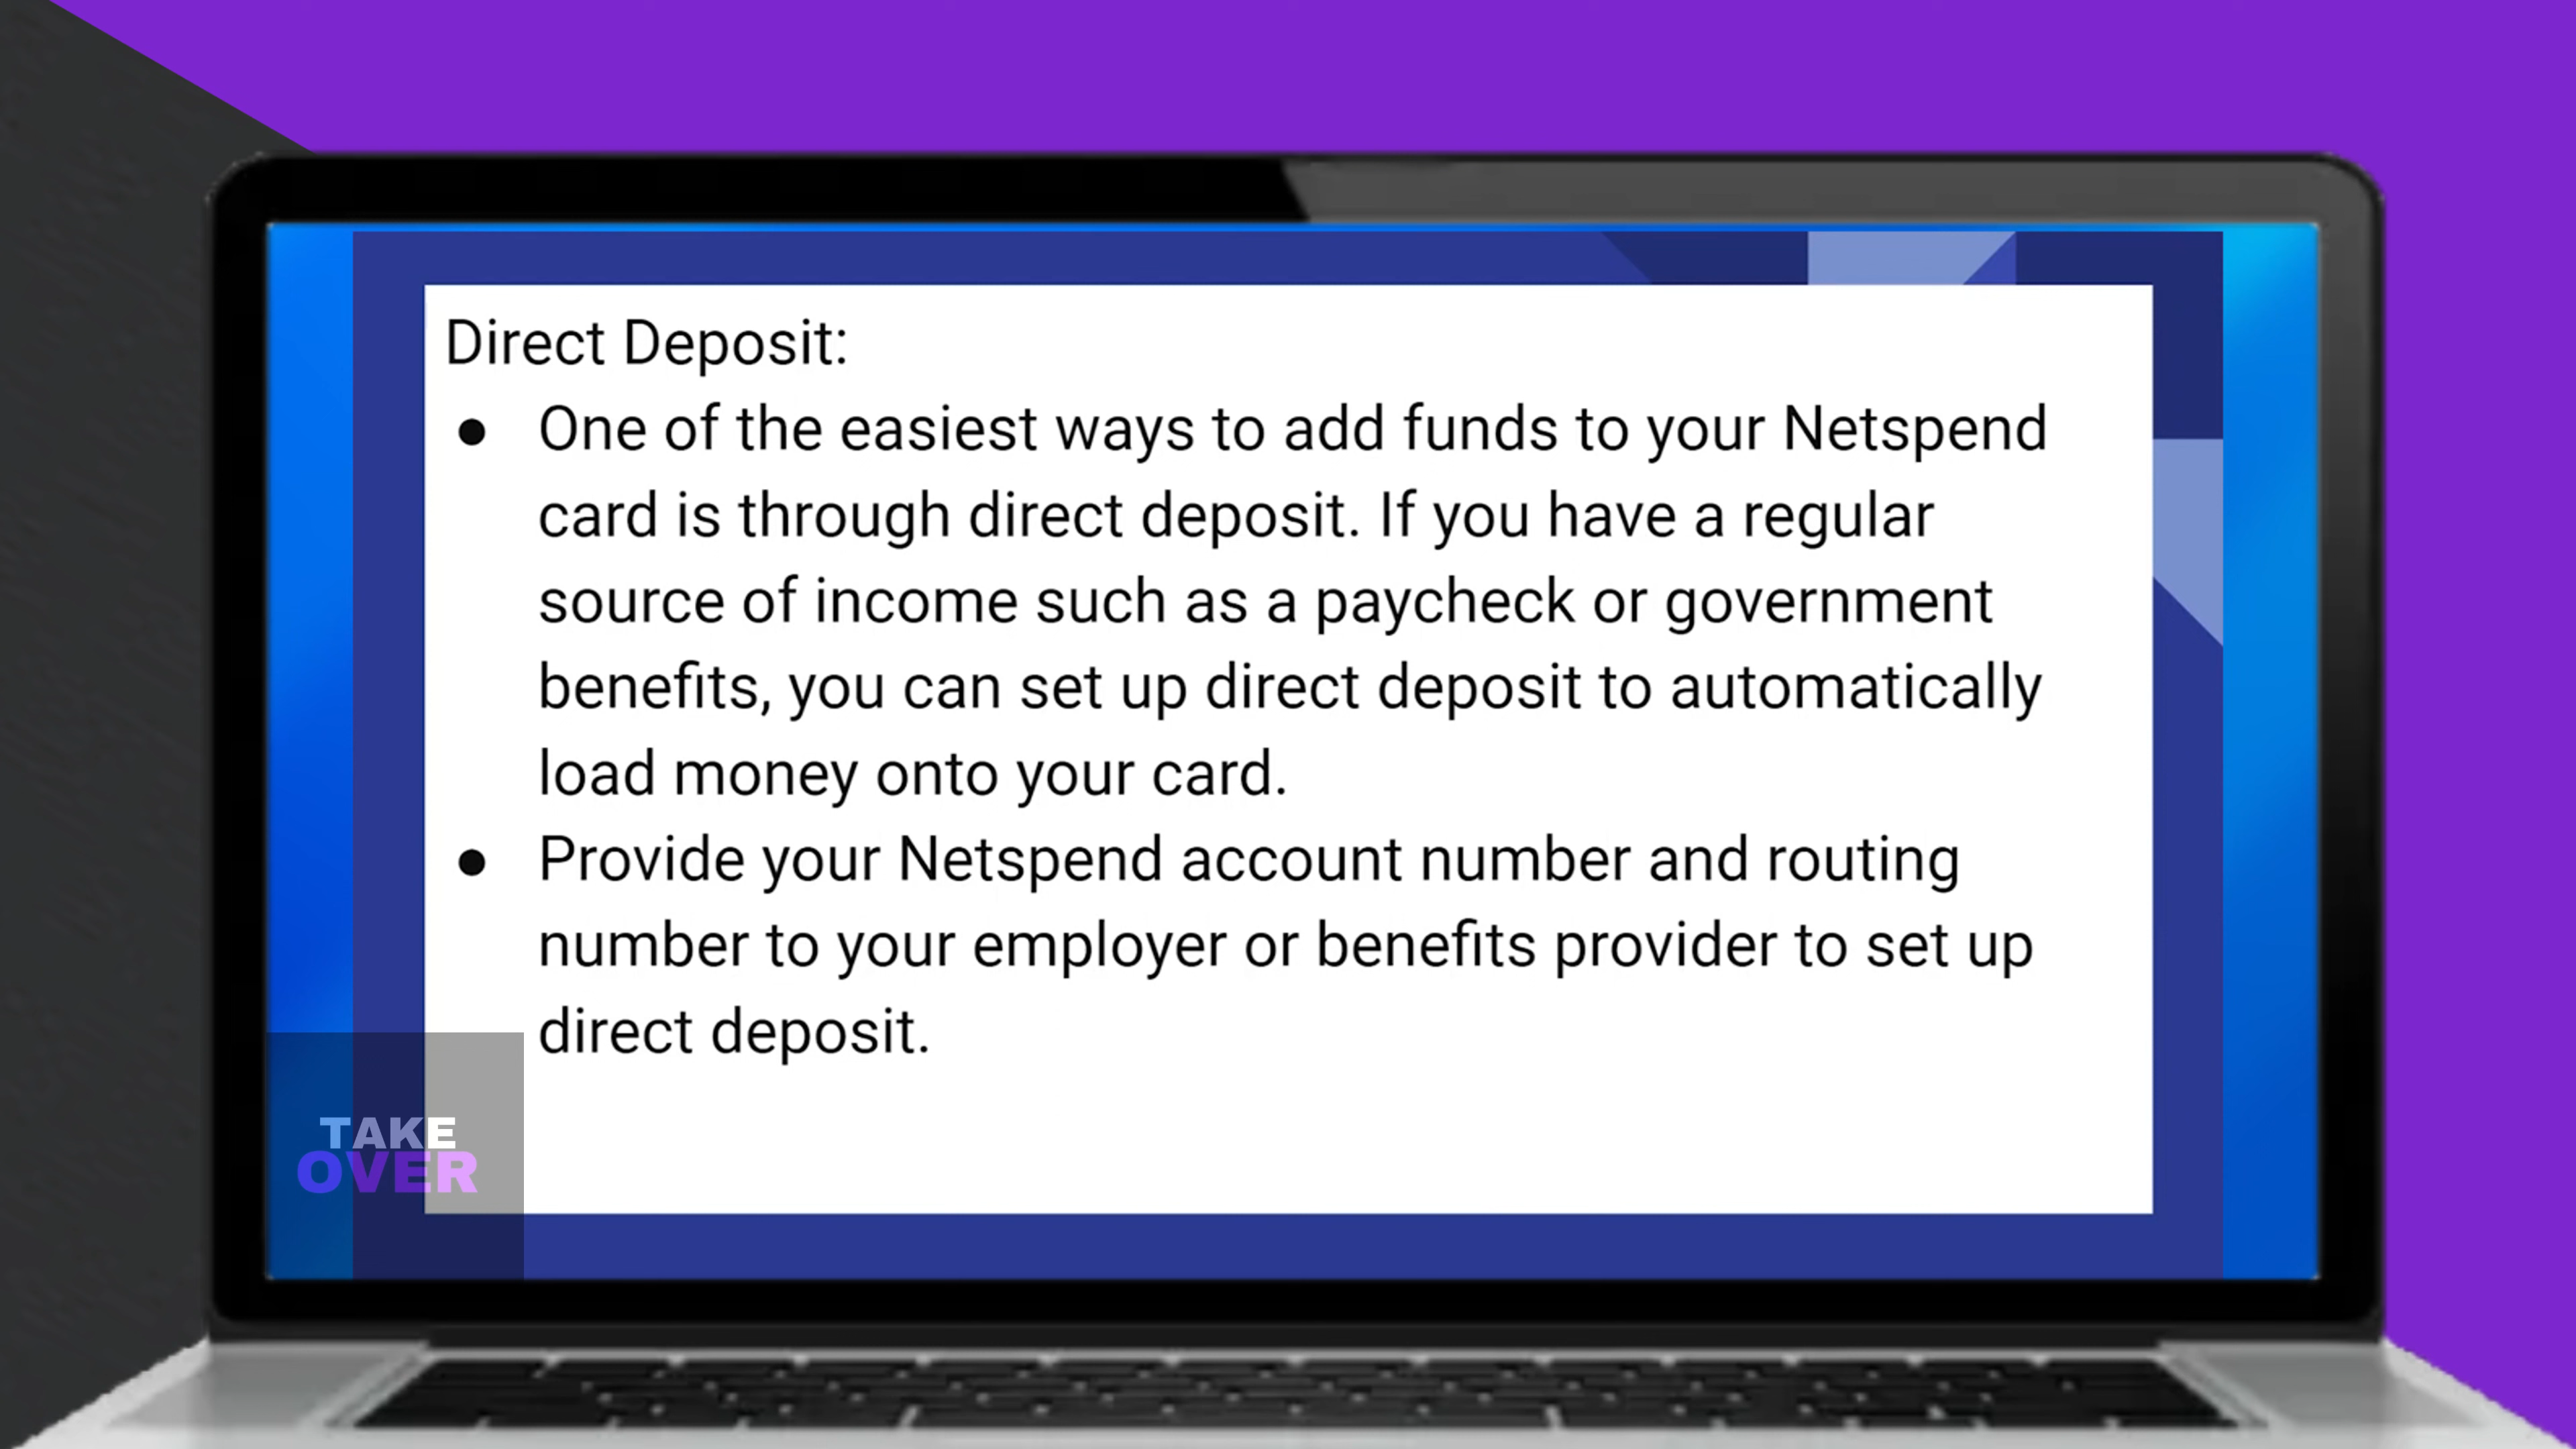 Direct Deposit:
● One of the easiest ways to add funds to your Netspend
card is through direct deposit. If you have a regular
source of income such as a paycheck or government
benefits, you can set up direct deposit to automatically
load money onto your card.
● Provide your Netspend account number and routing
number to your employer or benefits provider to set up
direct deposit.
TAKE
OVER